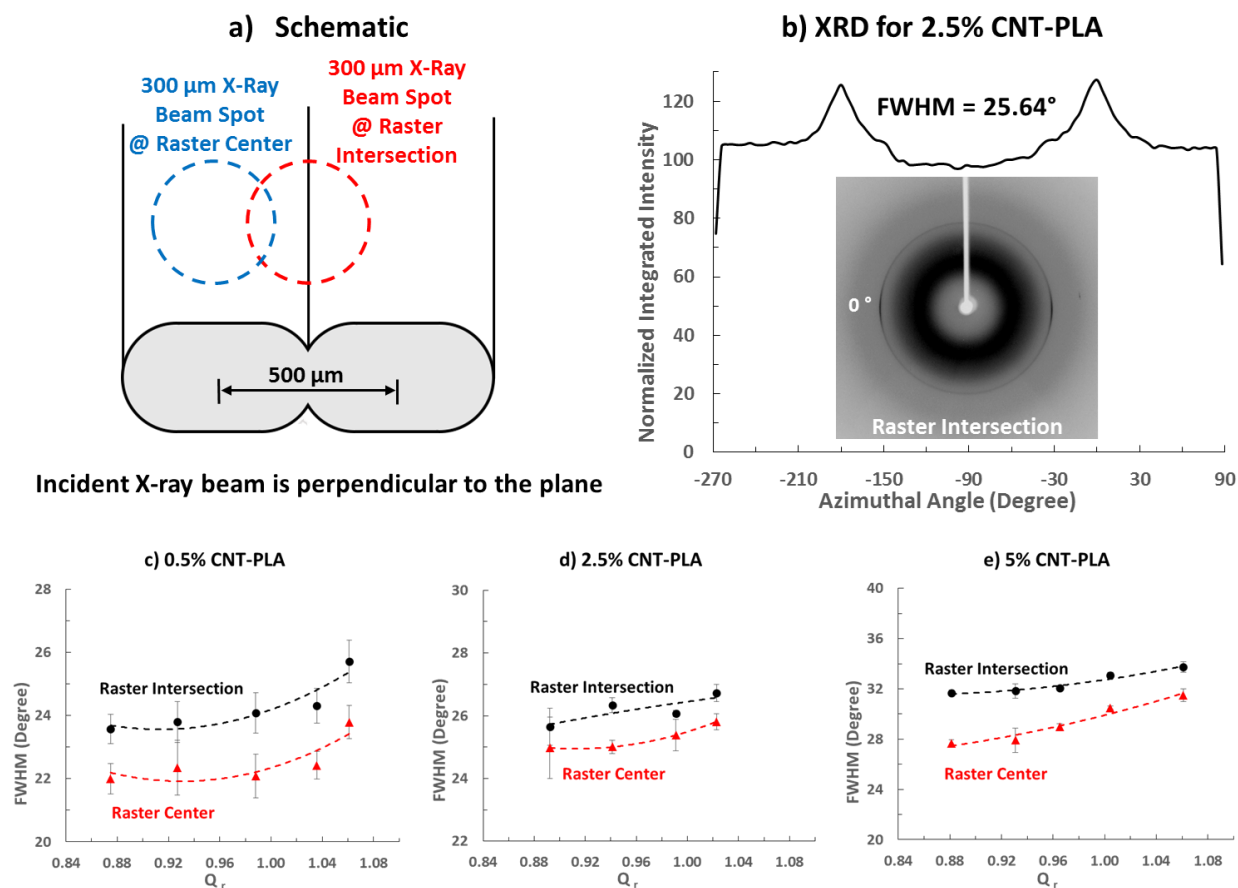 a) Schematic
300 µm X-Ray
Beam Spot
@ Raster Center
300 µm X-Ray
Beam Spot
@ Raster
Intersection
500 µm
Incident X-ray beam is perpendicular to the plane
b) XRD for 2.5% CNT-PLA
FWHM = 25.64°
Normalized Integrated Intensity
120
100
80
60
40
20
0
0 °
Raster Intersection
-270 -210 -150 -90 -30 30 90
Azimuthal Angle (Degree)
c) 0.5% CNT-PLA
FWHM (Degree)
28
26
24
22
20
Raster Intersection
Raster Center
0.84 0.88 0.92 0.96 1.00 1.04 1.08
Q r
d) 2.5% CNT-PLA
FWHM (Degree)
30
28
26
24
22
Raster Intersection
Raster Center
0.84 0.88 0.92 0.96 1.00 1.04 1.08
Q r
e) 5% CNT-PLA
FWHM (Degree)
40
36
32
28
24
20
Raster Intersection
Raster Center
0.84 0.88 0.92 0.96 1.00 1.04 1.08
Q r